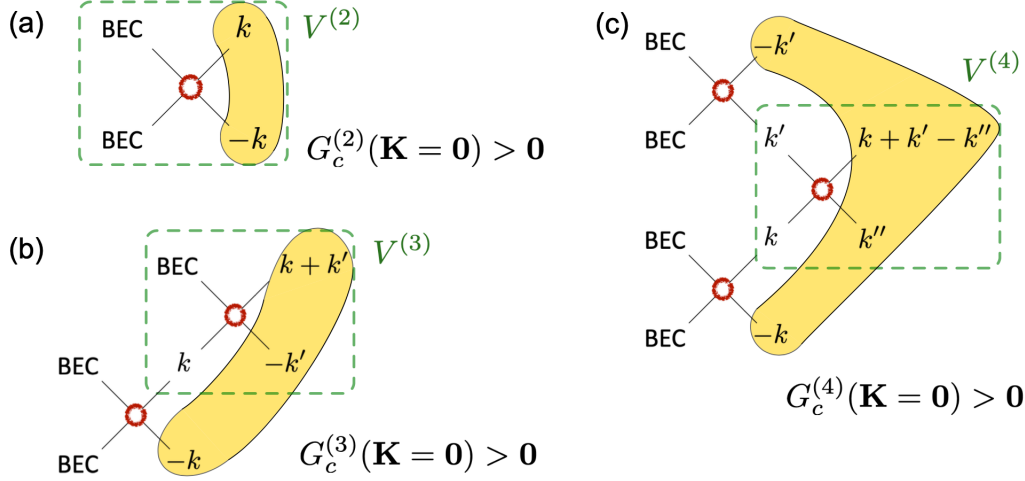 (a)
BEC
k
V^{(2)}
BEC
-k
G_c^{(2)}(K = 0) > 0
(b)
BEC
k + k'
V^{(3)}
BEC
k
-k'
BEC
-k
G_c^{(3)}(K = 0) > 0
(c)
BEC
-k'
V^{(4)}
BEC
k'
k + k' - k''
BEC
k
k''
BEC
-k
G_c^{(4)}(K = 0) > 0